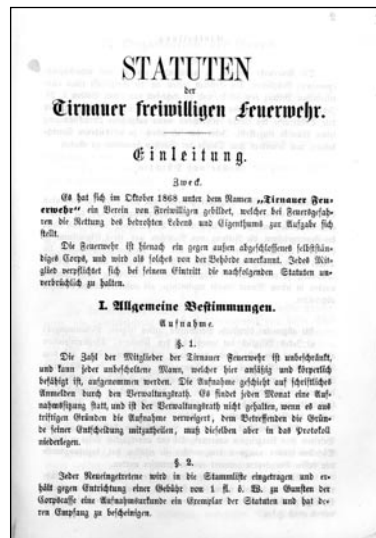 STATUTEN
der
Tirnauer freiwilligen Feuerwehr.
Einleitung.
Zweck.
Es hat sich im Oktober 1868 unter dem Namen „Tirnauer Feu-
erwehr“ ein Verein von Freiwilligen gebildet, welcher bei Feuersgefah-
ren die Rettung des bedrohten Lebens und Eigenthums zur Aufgabe sich
stellt.
Die Feuerwehr ist hienach ein gegen außen abgeschlossenes selbststän-
diges Corps, und wird als solches von der Behörde anerkannt. Jedes Mit-
glied verpflichtet sich bei seinem Eintritt die nachfolgenden Statuten un-
verbrüchlich zu halten.
I. Allgemeine Bestimmungen.
Aufnahme.
§. 1.
Die Zahl der Mitglieder der Tirnauer Feuerwehr ist unbeschränkt,
und kann jeder unbescholtene Mann, welcher hier ansäßig und körperlich
befähigt ist, aufgenommen werden. Die Aufnahme geschieht auf schriftliches
Anmelden durch den Verwaltungsrath. Es findet jeden Monat eine Auf-
nahmssitzung statt, und ist der Verwaltungsrath nicht gehalten, wenn es aus
triftigen Gründen die Aufnahme verweigert, dem Betreffenden die Grün-
de seiner Entscheidung mitzutheilen, muß dieselben aber in das Protokoll
niederlegen.
§. 2.
Jeder Neueingetretene wird in die Stammliste eingetragen und er-
hält gegen Entrichtung einer Gebühr von 1 fl. ö. W. zu Gunsten der
Corpscasse eine Aufnahmsurkunde ein Exemplar der Statuten und hat de-
ren Empfang zu bescheinigen.